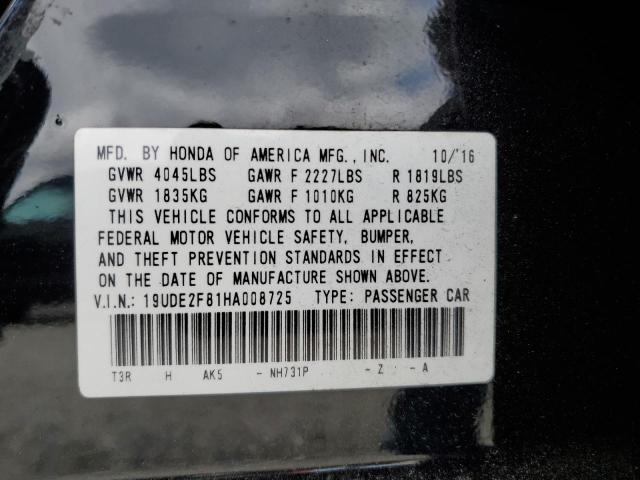 MFD. BY HONDA OF AMERICA MFG., INC. 10/'16
GVWR 4045LBS GAWR F 2227LBS R 1819LBS
GVWR 1835KG GAWR F 1010KG R 825KG
THIS VEHICLE CONFORMS TO ALL APPLICABLE
FEDERAL MOTOR VEHICLE SAFETY, BUMPER,
AND THEFT PREVENTION STANDARDS IN EFFECT
ON THE DATE OF MANUFACTURE SHOWN ABOVE.
V.I.N.: 19UDE2F81HA008725 TYPE: PASSENGER CAR
T3R H AK5 - NH731P - Z - A